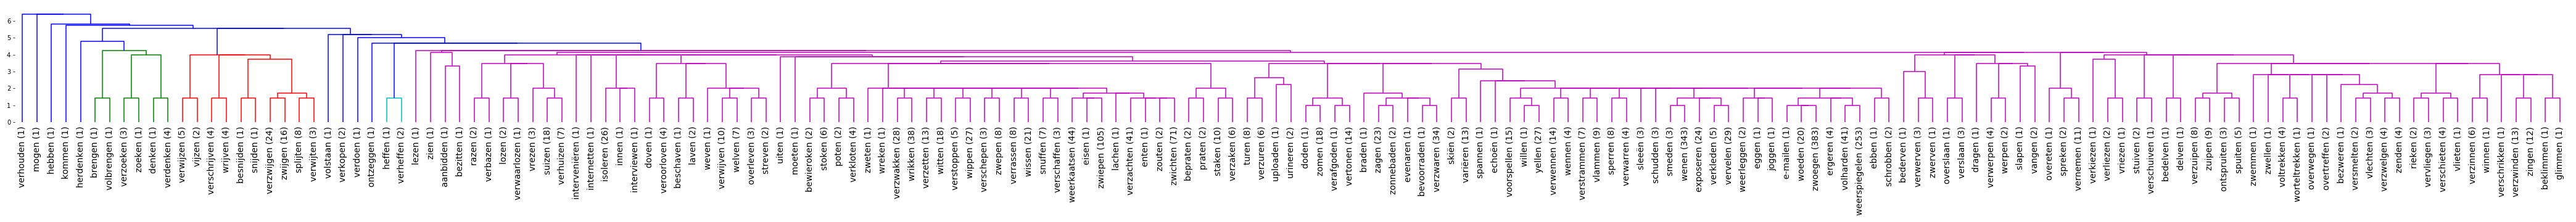 6
5
4
3
2
1
0
verhouden (1)
mogen (1)
hebben (1)
kommen (1)
herdenken (1)
brengen (1)
volbrengen (1)
verzoeken (3)
zoeken (1)
denken (1)
verdenken (4)
verwijzen (5)
vijzen (2)
verschrijven (4)
wrijven (4)
besnijden (1)
snijden (1)
verzwijgen (24)
zwijgen (16)
splijten (8)
verwijten (3)
volstaan (1)
verkopen (2)
verdoen (1)
ontzeggen (1)
heffen (1)
verheffen (2)
lezen (1)
zien (1)
aanbidden (1)
bezitten (1)
razen (2)
verbazen (1)
lozen (2)
verwaarlozen (1)
vrezen (3)
suizen (18)
verhuizen (7)
interveniëren (1)
internetten (1)
isoleren (26)
innen (1)
interviewen (1)
doven (1)
veroorloven (4)
beschaven (1)
laven (2)
weven (1)
verwijven (10)
welven (7)
overleven (3)
streven (2)
uiten (1)
moeten (1)
bewieroken (2)
stoken (6)
poten (2)
verkloten (4)
zweten (1)
wreken (1)
verzwakken (28)
wrikken (38)
verzetten (13)
witten (18)
verstoppen (5)
wippen (27)
verschepen (3)
zwepen (8)
verrassen (8)
wissen (21)
snuffen (7)
verschaffen (3)
weerkaatsen (44)
eisen (1)
zwiepen (105)
lachen (1)
verzachten (41)
enten (1)
zouten (2)
zwichten (71)
bepraten (2)
praten (2)
staken (10)
verzaken (6)
turen (8)
verzuren (6)
uploaden (1)
urineren (2)
doden (1)
zomen (18)
verafgoden (1)
vertonen (14)
braden (1)
zagen (23)
zonnebaden (2)
evenaren (1)
bevoorraden (1)
verzwaren (34)
skiën (2)
variëren (13)
spannen (1)
echoën (1)
voorspellen (15)
willen (1)
yellen (27)
verwennen (14)
wennen (4)
verstrammen (7)
vlammen (9)
sperren (8)
verwarren (4)
sleeën (3)
schudden (3)
smeden (3)
wenen (343)
exposeren (24)
verkleden (5)
vervelen (29)
weerleggen (2)
eggen (1)
joggen (1)
e-mailen (1)
woeden (20)
zwoegen (383)
ergeren (4)
volharden (41)
weerspiegelen (253)
ebben (1)
schrobben (2)
bederven (1)
verwerven (3)
zwerven (1)
overslaan (1)
verslaan (3)
dragen (1)
verwerpen (4)
werpen (2)
slapen (1)
vangen (2)
overeten (1)
spreken (2)
vernemen (11)
verkiezen (1)
verliezen (2)
vriezen (1)
stuiven (2)
verschuiven (1)
bedelven (1)
delven (1)
verzuipen (8)
zuipen (9)
ontspruiten (3)
spuiten (5)
zwemmen (1)
zwellen (1)
voltrekken (4)
worteltrekken (1)
overwegen (1)
overtreffen (2)
bezweren (1)
versmelten (2)
vlechten (3)
verzwelgen (4)
zenden (4)
rieken (2)
vervliegen (3)
verschieten (4)
vlieten (1)
verzinnen (6)
winnen (1)
verschrikken (1)
verzwinden (13)
zingen (12)
beklimmen (1)
glimmen (1)